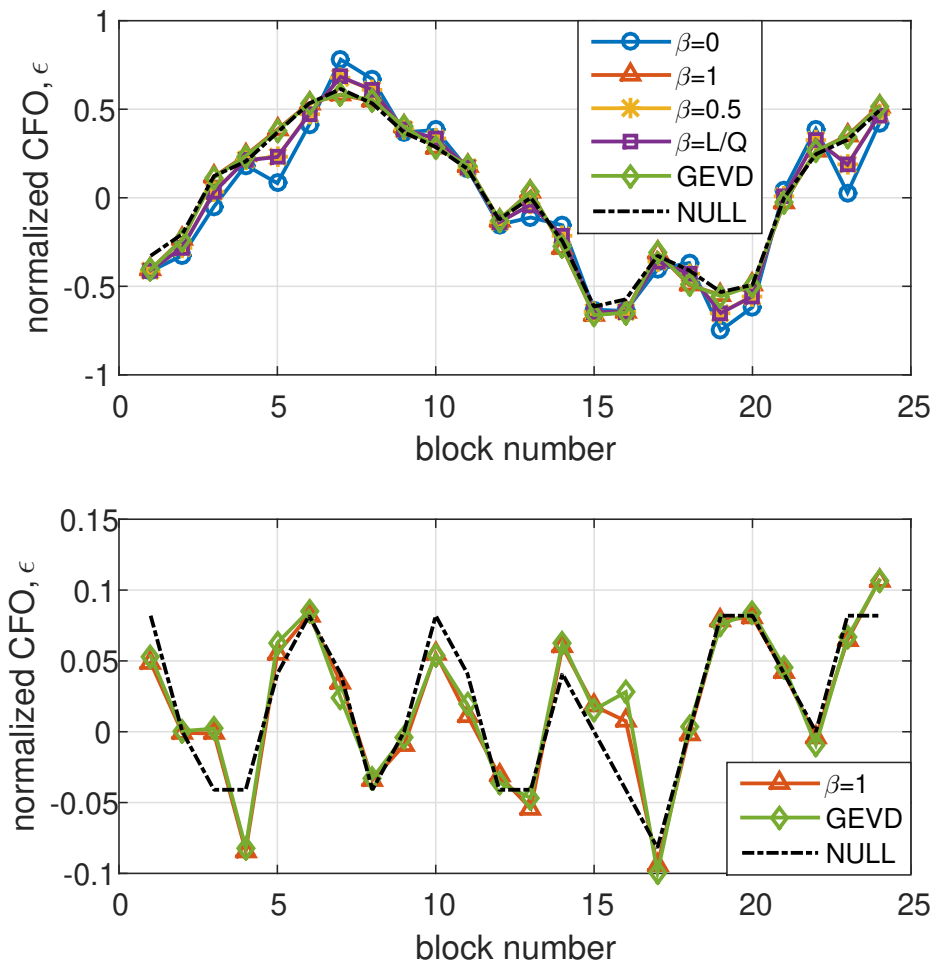 1
0.5
0
-0.5
-1
normalized CFO, ϵ
0
5
10
15
20
25
block number
β=0
β=1
β=0.5
β=L/Q
GEVD
NULL
0.15
0.1
0.05
0
-0.05
-0.1
normalized CFO, ϵ
0
5
10
15
20
25
block number
β=1
GEVD
NULL